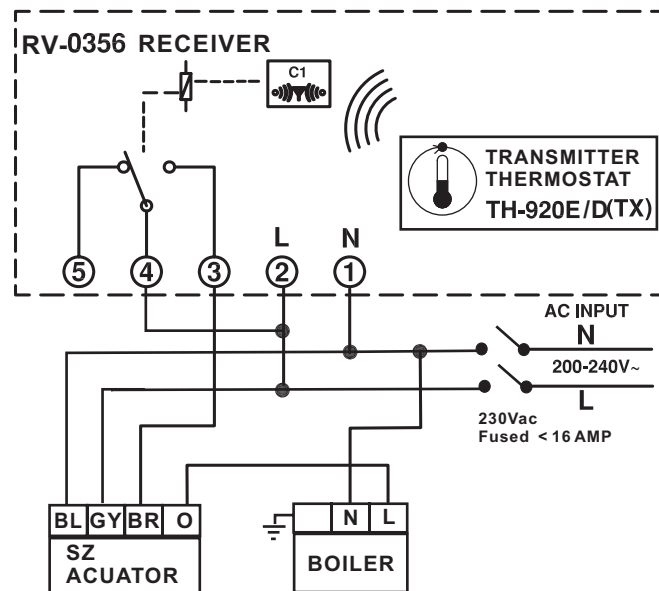 RV-0356 RECEIVER
C1
TRANSMITTER
THERMOSTAT
TH-920E/D(TX)
L N
5 4 3 2 1
AC INPUT
N
200-240V~
L
230Vac
Fused < 16 AMP
BL GY BR O
N L
SZ
ACUATOR
BOILER